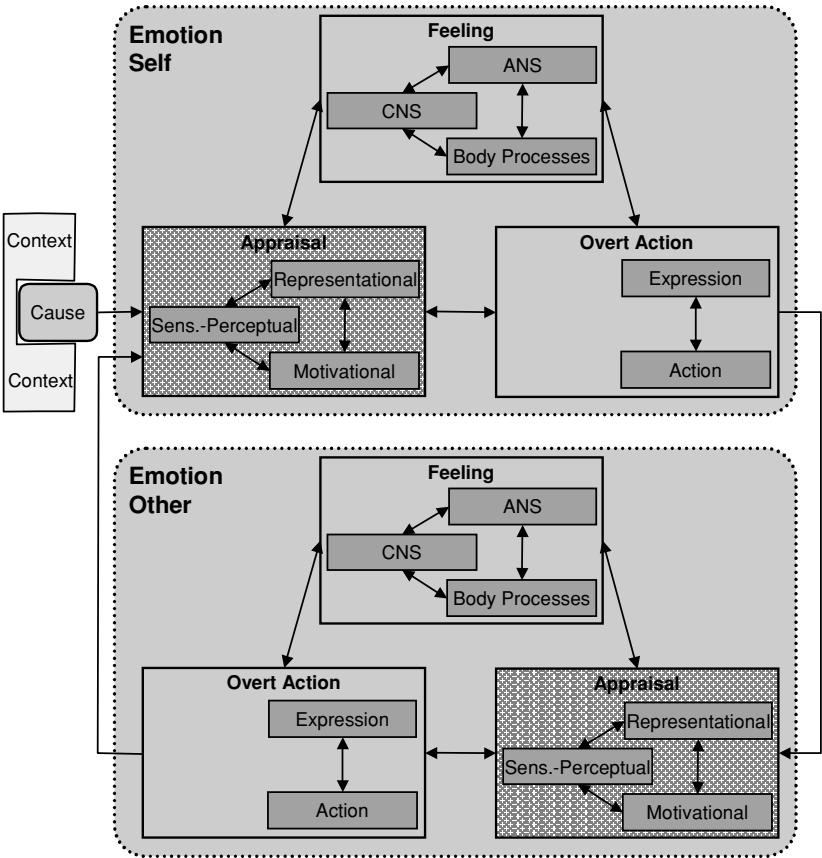 Emotion
Self
Feeling
ANS
CNS
Body Processes
Context
Cause
Context
Appraisal
Representational
Sens.-Perceptual
Motivational
Overt Action
Expression
Action
Emotion
Other
Feeling
ANS
CNS
Body Processes
Overt Action
Expression
Action
Appraisal
Representational
Sens.-Perceptual
Motivational